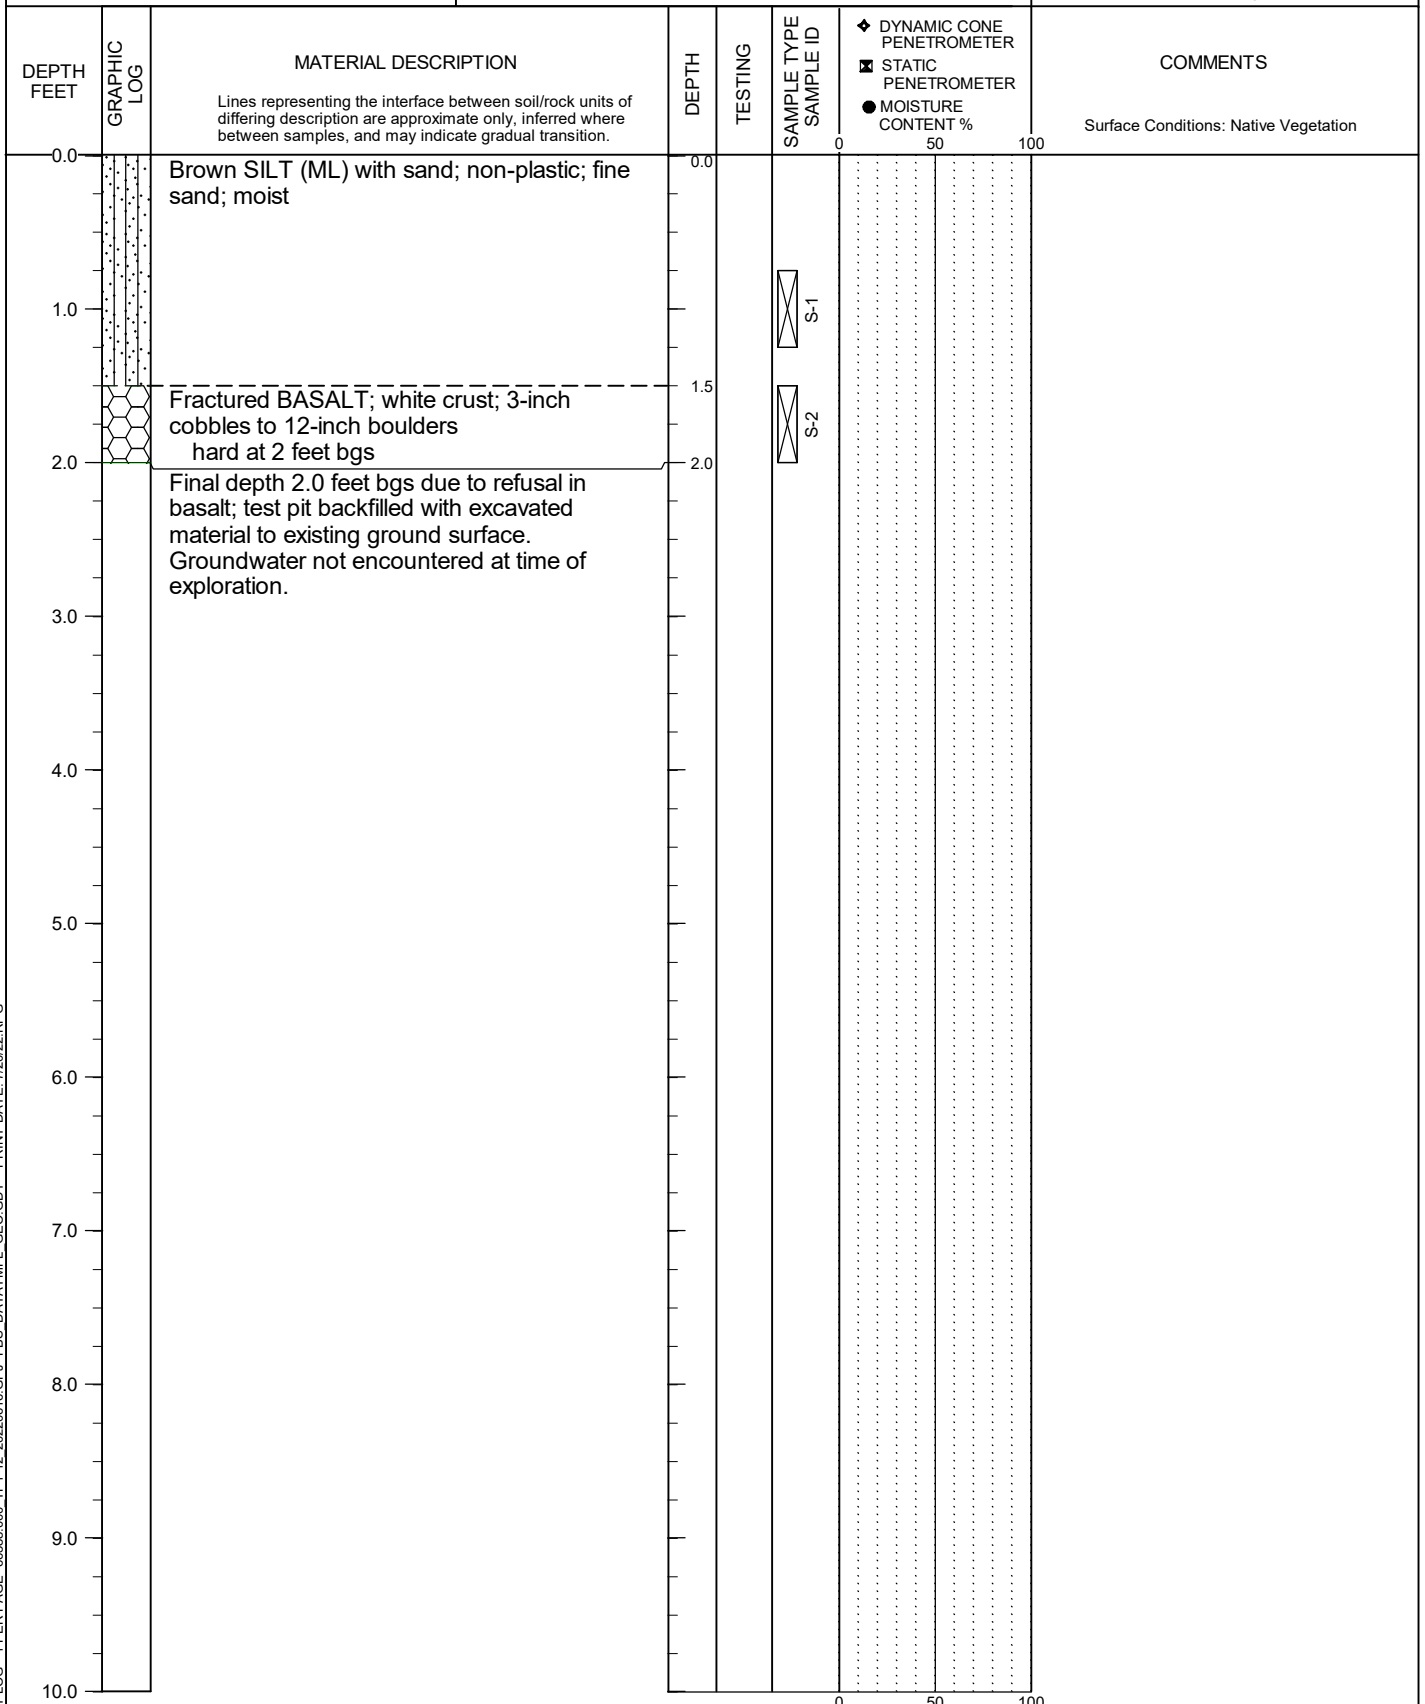 DEPTH
FEET
GRAPHIC
LOG
MATERIAL DESCRIPTION
Lines representing the interface between soil/rock units of
differing description are approximate only, inferred where
between samples, and may indicate gradual transition.
DEPTH
TESTING
SAMPLE TYPE
SAMPLE ID
DYNAMIC CONE
PENETROMETER
STATIC
PENETROMETER
MOISTURE
CONTENT %
0 50 100
COMMENTS
Surface Conditions: Native Vegetation
0.0
Brown SILT (ML) with sand; non-plastic; fine
sand; moist
0.0
1.0
S-1
1.5
Fractured BASALT; white crust; 3-inch
cobbles to 12-inch boulders
hard at 2 feet bgs
S-2
2.0
2.0
Final depth 2.0 feet bgs due to refusal in
basalt; test pit backfilled with excavated
material to existing ground surface.
Groundwater not encountered at time of
exploration.
3.0
4.0
5.0
6.0
7.0
8.0
9.0
10.0
0 50 100